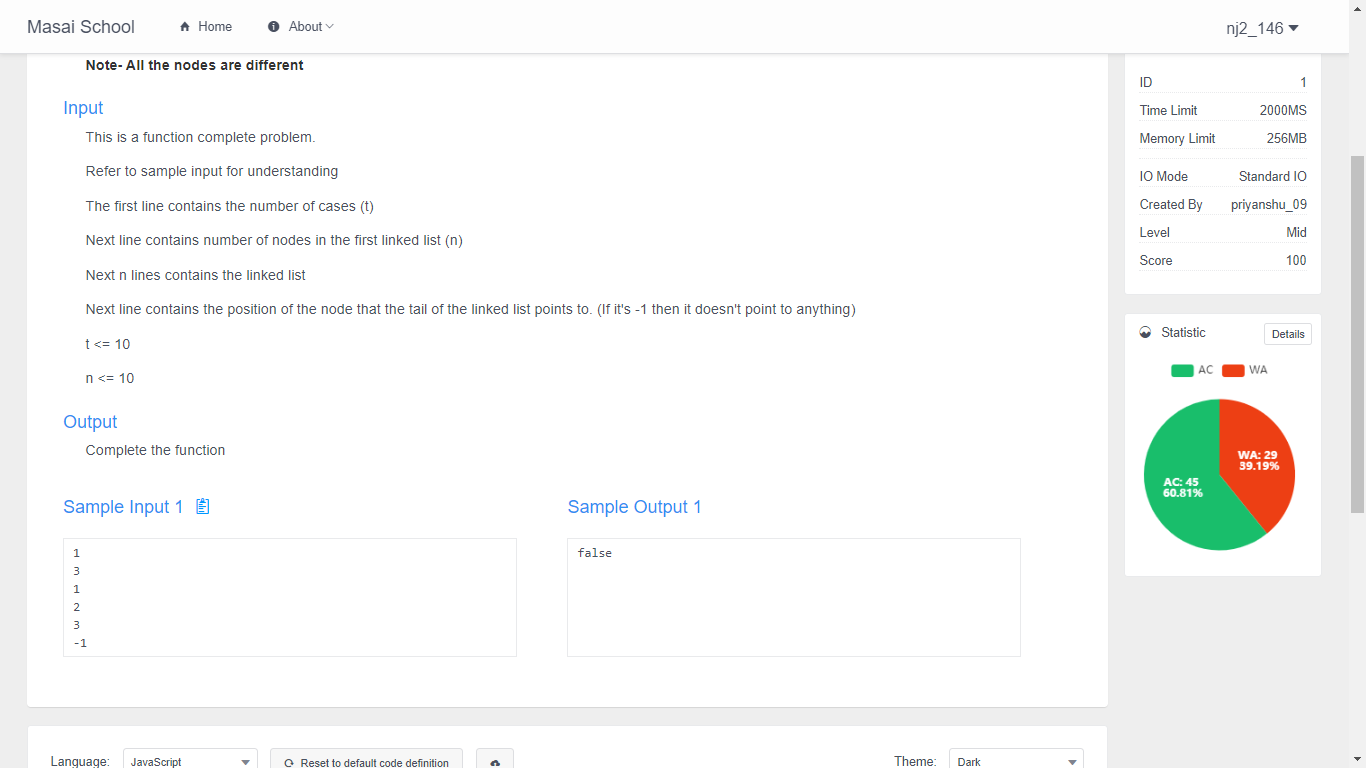 Masai School Home About nj2_146
Note- All the nodes are different
Input
This is a function complete problem.
Refer to sample input for understanding
The first line contains the number of cases (t)
Next line contains number of nodes in the first linked list (n)
Next n lines contains the linked list
Next line contains the position of the node that the tail of the linked list points to. (If it's -1 then it doesn't point to anything)
t <= 10
n <= 10
Output
Complete the function
Sample Input 1
1
3
1
2
3
-1
Sample Output 1
false
Language: JavaScript Reset to default code definition Theme: Dark
ID 1
Time Limit 2000MS
Memory Limit 256MB
IO Mode Standard IO
Created By priyanshu_09
Level Mid
Score 100
Statistic Details
AC WA
WA: 29
39.19%
AC: 45
60.81%